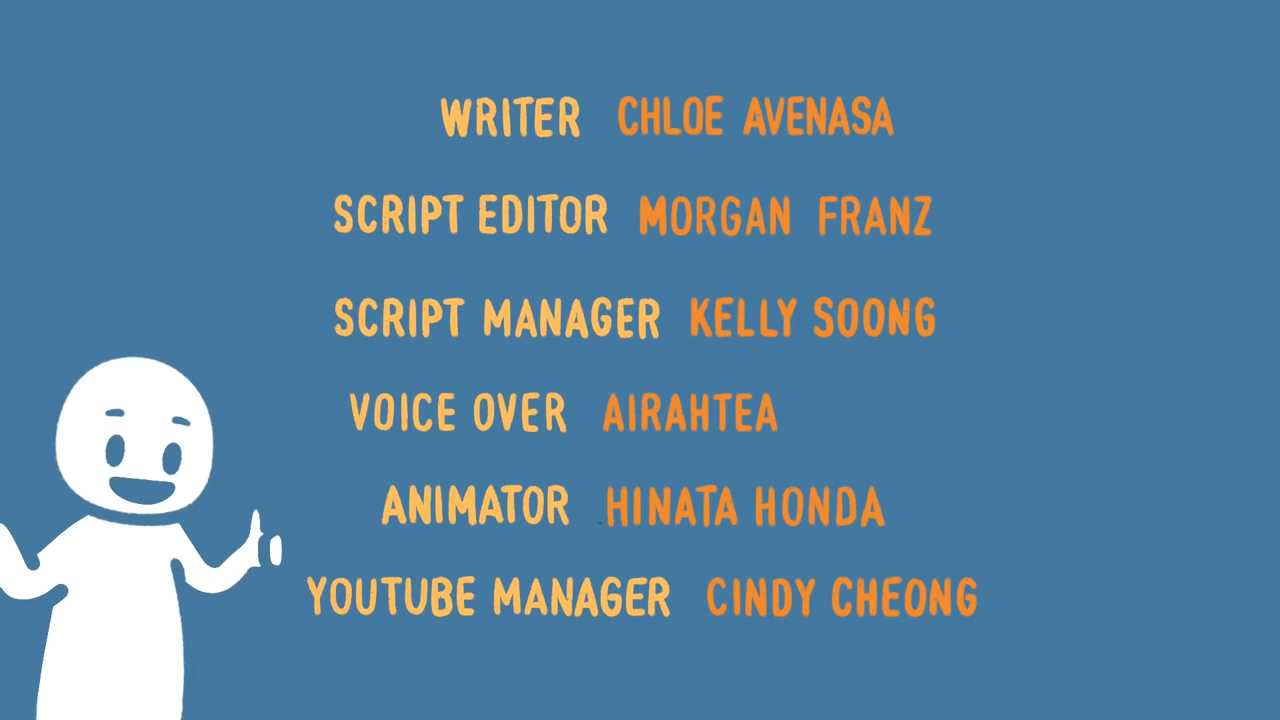 WRITER CHLOE AVENASA
SCRIPT EDITOR MORGAN FRANZ
SCRIPT MANAGER KELLY SOONG
VOICE OVER AIRAHTEA
ANIMATOR HINATA HONDA
YOUTUBE MANAGER CINDY CHEONG